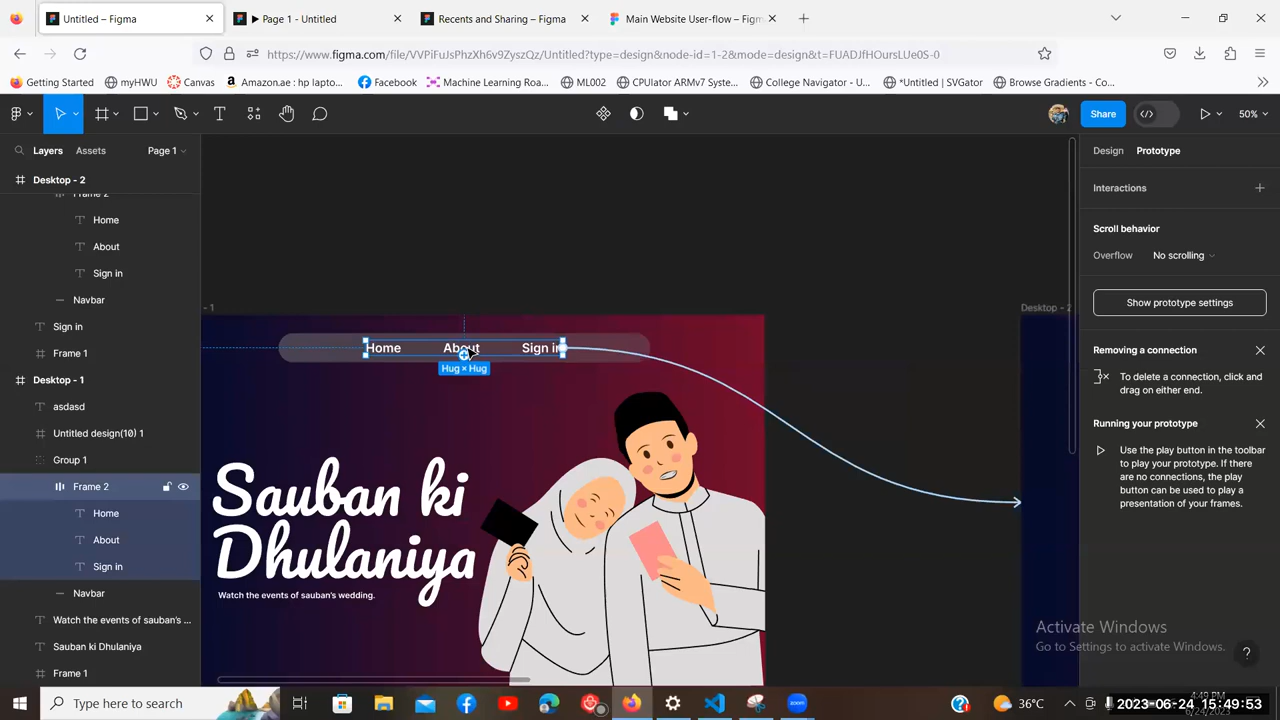 Untitled – Figma
Page 1 - Untitled
Recents and Sharing – Figma
Main Website User-flow – Figma
https://www.figma.com/file/VVPiFuJsPhzXh6v9ZyszQz/Untitled?type=design&node-id=1-2&mode=design&t=FUADJfHOursLUe0S-0
Getting Started
myHWU
Canvas
Amazon.ae : hp lapto...
Facebook
Machine Learning Roa...
ML002
CPUlator ARMv7 Syste...
College Navigator - U...
*Untitled | SVGator
Browse Gradients - Co...
Share
50%
Layers
Assets
Page 1
Design
Prototype
Desktop - 2
Frame 2
Home
About
Sign in
Navbar
Sign in
Frame 1
Desktop - 1
asdasd
Untitled design(10) 1
Group 1
Frame 2
Home
About
Sign in
Navbar
Watch the events of sauban's ...
Sauban ki Dhulaniya
Frame 1
- 1
Desktop - 2
Home About Sign in
Hug × Hug
Sauban ki
Dhulaniya
Watch the events of sauban's wedding.
Interactions
Scroll behavior
Overflow No scrolling
Show prototype settings
Removing a connection
To delete a connection, click and
drag on either end.
Running your prototype
Use the play button in the toolbar
to play your prototype. If there
are no connections, the play
button can be used to play a
presentation of your frames.
Activate Windows
Go to Settings to activate Windows.
Type here to search
zoom
36°C
4:49 PM
2023-06-24 15:49:53